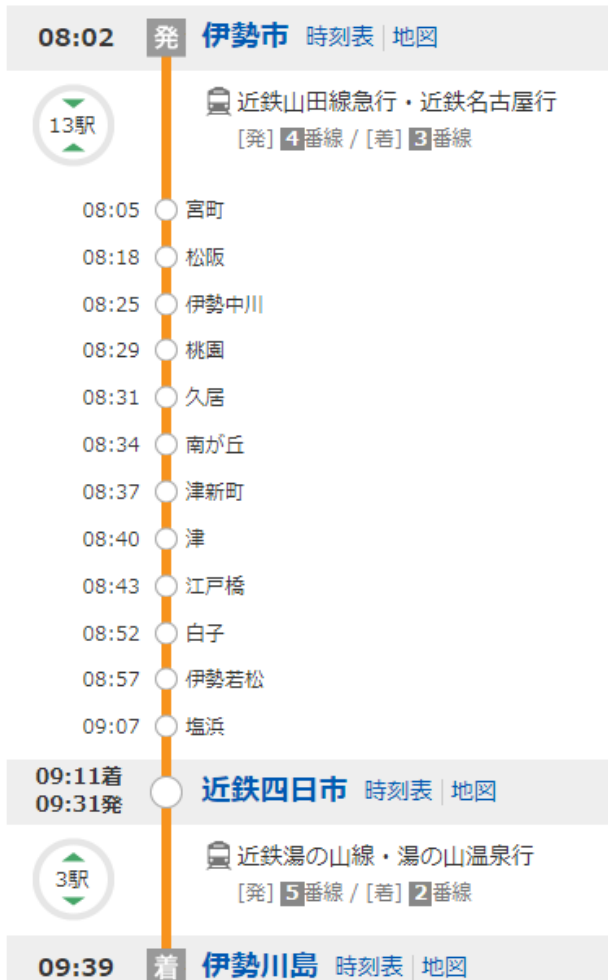 08:02 発 伊勢市 時刻表 | 地図
13駅 近鉄山田線急行・近鉄名古屋行
[発] 4番線 / [着] 3番線
08:05 宮町
08:18 松阪
08:25 伊勢中川
08:29 桃園
08:31 久居
08:34 南が丘
08:37 津新町
08:40 津
08:43 江戸橋
08:52 白子
08:57 伊勢若松
09:07 塩浜
09:11着
09:31発 近鉄四日市 時刻表 | 地図
3駅 近鉄湯の山線・湯の山温泉行
[発] 5番線 / [着] 2番線
09:39 着 伊勢川島 時刻表 | 地図